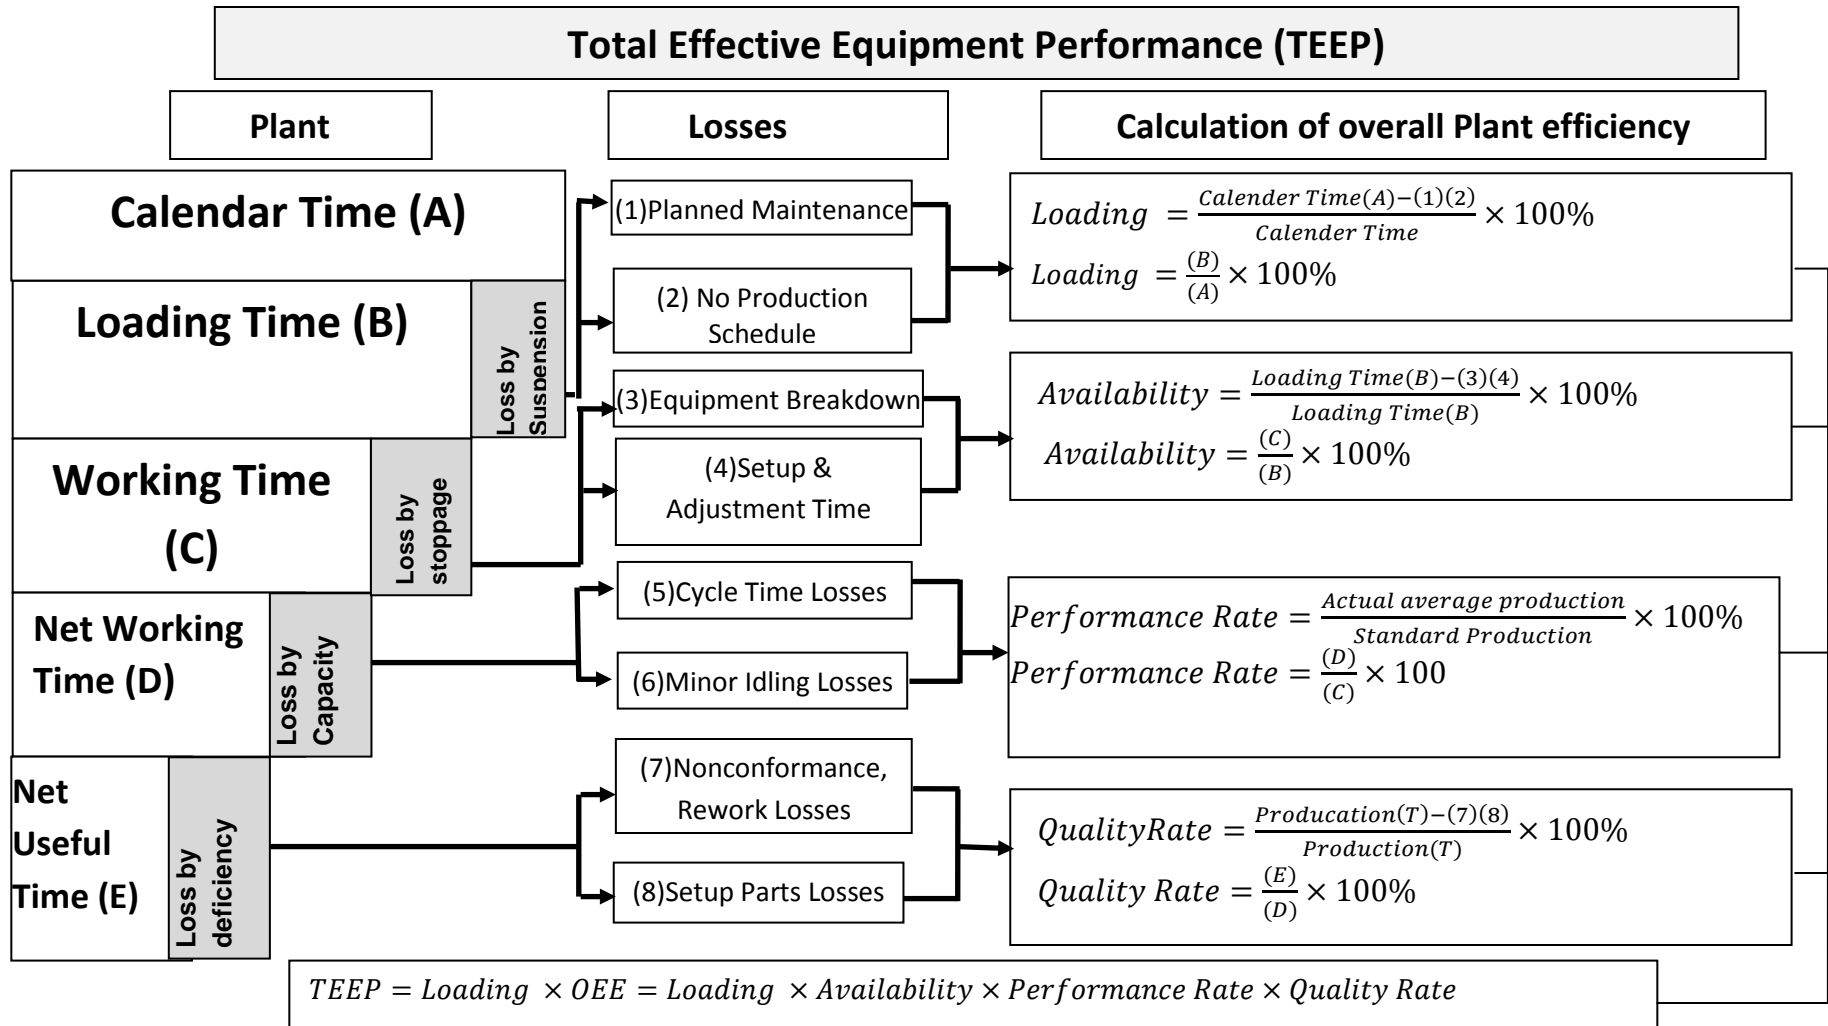 Total Effective Equipment Performance (TEEP)
Plant
Losses
Calculation of overall Plant efficiency
Calendar Time (A)
Loading Time (B)
Loss by
Suspension
Working Time
(C)
Loss by
stoppage
Net Working
Time (D)
Loss by
Capacity
Net
Useful
Time (E)
Loss by
deficiency
(1)Planned Maintenance
(2) No Production
Schedule
(3)Equipment Breakdown
(4)Setup &
Adjustment Time
(5)Cycle Time Losses
(6)Minor Idling Losses
(7)Nonconformance,
Rework Losses
(8)Setup Parts Losses
Loading = Calender Time(A)−(1)(2) / Calender Time × 100%
Loading = (B) / (A) × 100%
Availability = Loading Time(B)−(3)(4) / Loading Time(B) × 100%
Availability = (C) / (B) × 100%
Performance Rate = Actual average production / Standard Production × 100%
Performance Rate = (D) / (C) × 100
QualityRate = Producation(T)−(7)(8) / Production(T) × 100%
Quality Rate = (E) / (D) × 100%
TEEP = Loading × OEE = Loading × Availability × Performance Rate × Quality Rate